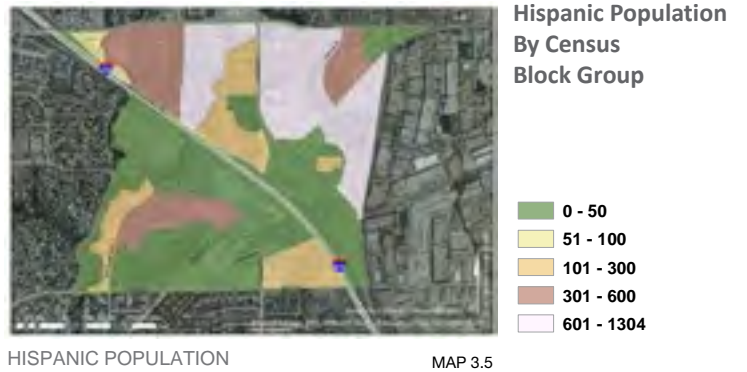 Hispanic Population
By Census
Block Group
0 - 50
51 - 100
101 - 300
301 - 600
601 - 1304
HISPANIC POPULATION
MAP 3.5